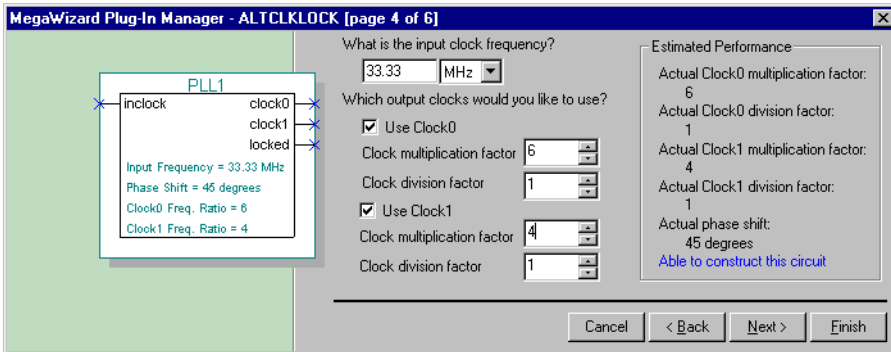 MegaWizard Plug-In Manager - ALTCLKLOCK [page 4 of 6]
PLL1
inclock
clock0
clock1
locked
Input Frequency = 33.33 MHz
Phase Shift = 45 degrees
Clock0 Freq. Ratio = 6
Clock1 Freq. Ratio = 4
What is the input clock frequency?
33.33 MHz
Which output clocks would you like to use?
Use Clock0
Clock multiplication factor 6
Clock division factor 1
Use Clock1
Clock multiplication factor 4
Clock division factor 1
Estimated Performance
Actual Clock0 multiplication factor:
6
Actual Clock0 division factor:
1
Actual Clock1 multiplication factor:
4
Actual Clock1 division factor:
1
Actual phase shift:
45 degrees
Able to construct this circuit
Cancel
< Back
Next >
Finish